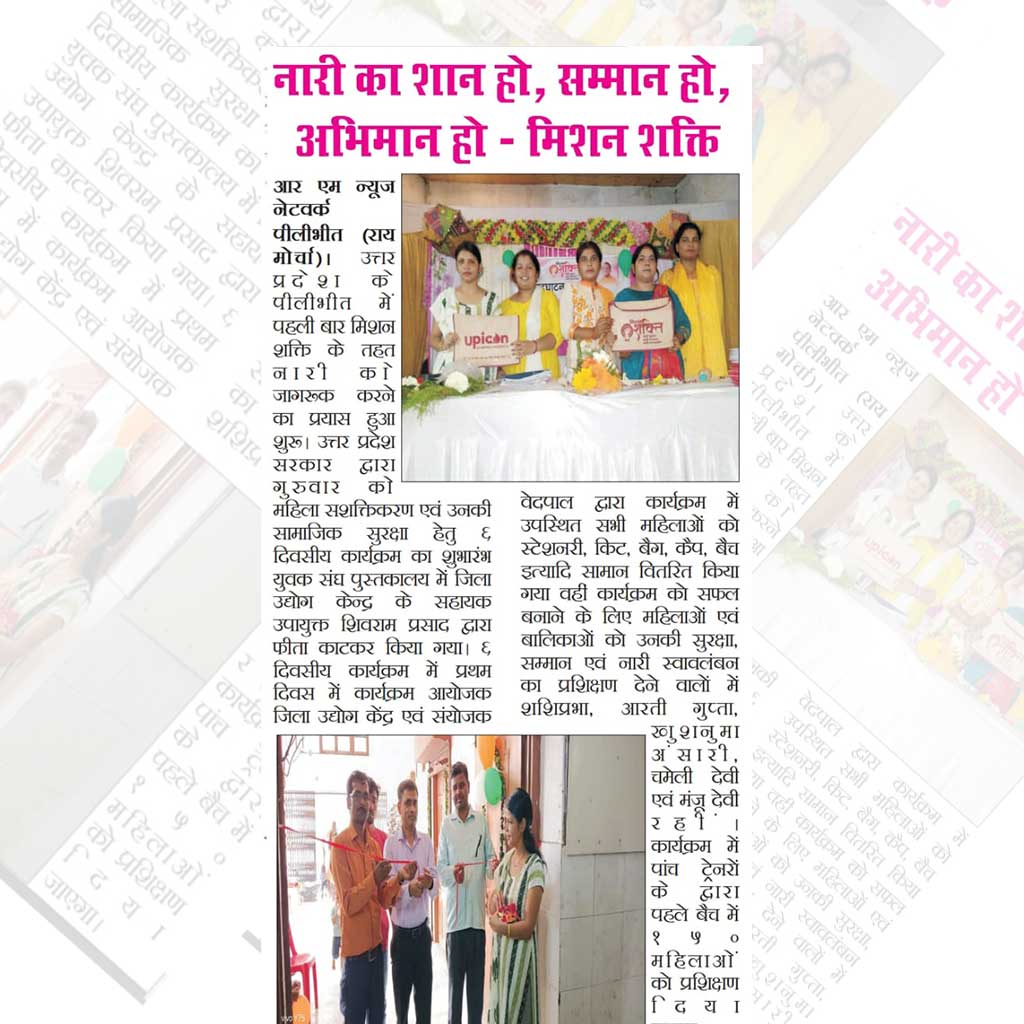 नारी का शान हो, सम्मान हो,
अभिमान हो - मिशन शक्ति
आर एम न्यूज
नेटवर्क
पीलीभीत (राय
मोर्चा)। उत्तर
प्रदेश के
पीलीभीत में
पहली बार मिशन
शक्ति के तहत
नारी को
जागरूक करने
का प्रयास हुआ
शुरू। उत्तर प्रदेश
सरकार द्वारा
गुरुवार को
महिला सशक्तिकरण एवं उनकी
सामाजिक सुरक्षा हेतु ६
दिवसीय कार्यक्रम का शुभारंभ
युवक संघ पुस्तकालय में जिला
उद्योग केन्द्र के सहायक
उपायुक्त शिवराम प्रसाद द्वारा
फीता काटकर किया गया। ६
दिवसीय कार्यक्रम में प्रथम
दिवस में कार्यक्रम आयोजक
जिला उद्योग केंद्र एवं संयोजक
वेदपाल द्वारा कार्यक्रम में
उपस्थित सभी महिलाओं को
स्टेशनरी, किट, बैग, कैप, बैच
इत्यादि सामान वितरित किया
गया वही कार्यक्रम को सफल
बनाने के लिए महिलाओं एवं
बालिकाओं को उनकी सुरक्षा,
सम्मान एवं नारी स्वावलंबन
का प्रशिक्षण देने वालों में
शशिप्रभा, आरती गुप्ता,
खुशनुमा
अंसारी,
चमेली देवी
एवं मंजू देवी
रहीं।
कार्यक्रम में
पांच ट्रेनरों
के द्वारा
पहले बैच में
१५०
महिलाओं
को प्रशिक्षण
दिया
upicon
शक्ति
vivo Y75